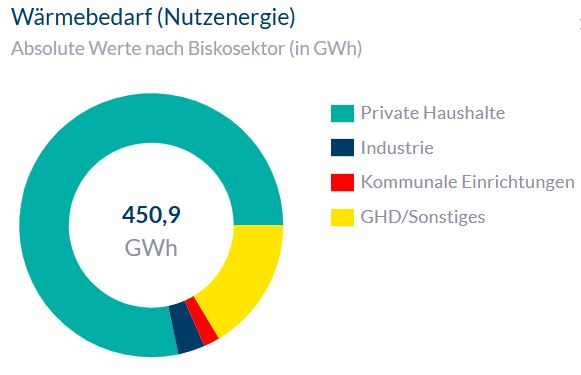 Wärmebedarf (Nutzenergie)
Absolute Werte nach Biskosektor (in GWh)
Private Haushalte
Industrie
Kommunale Einrichtungen
GHD/Sonstiges
450,9
GWh